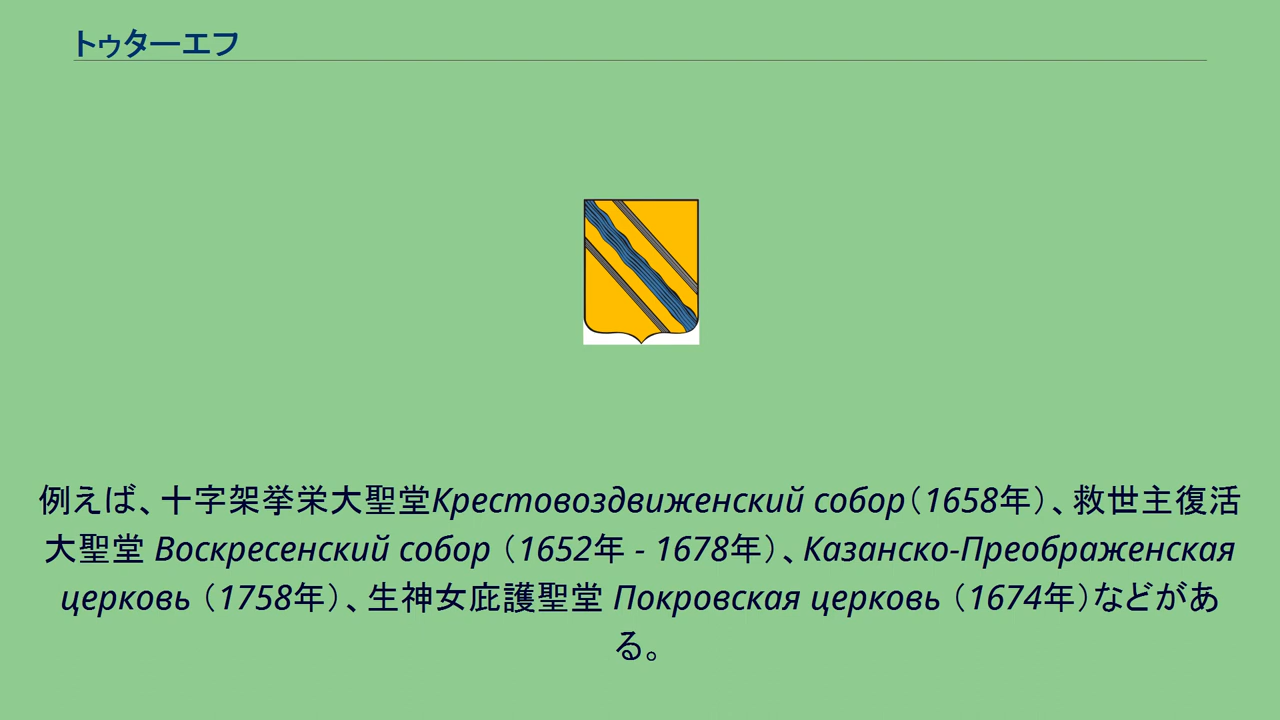 トゥターエフ
例えば、十字架挙栄大聖堂Крестовоздвиженский собор（1658年）、救世主復活
大聖堂 Воскресенский собор （1652年 - 1678年）、Казанско-Преображенская
церковь （1758年）、生神女庇護聖堂 Покровская церковь （1674年）などがあ
る。